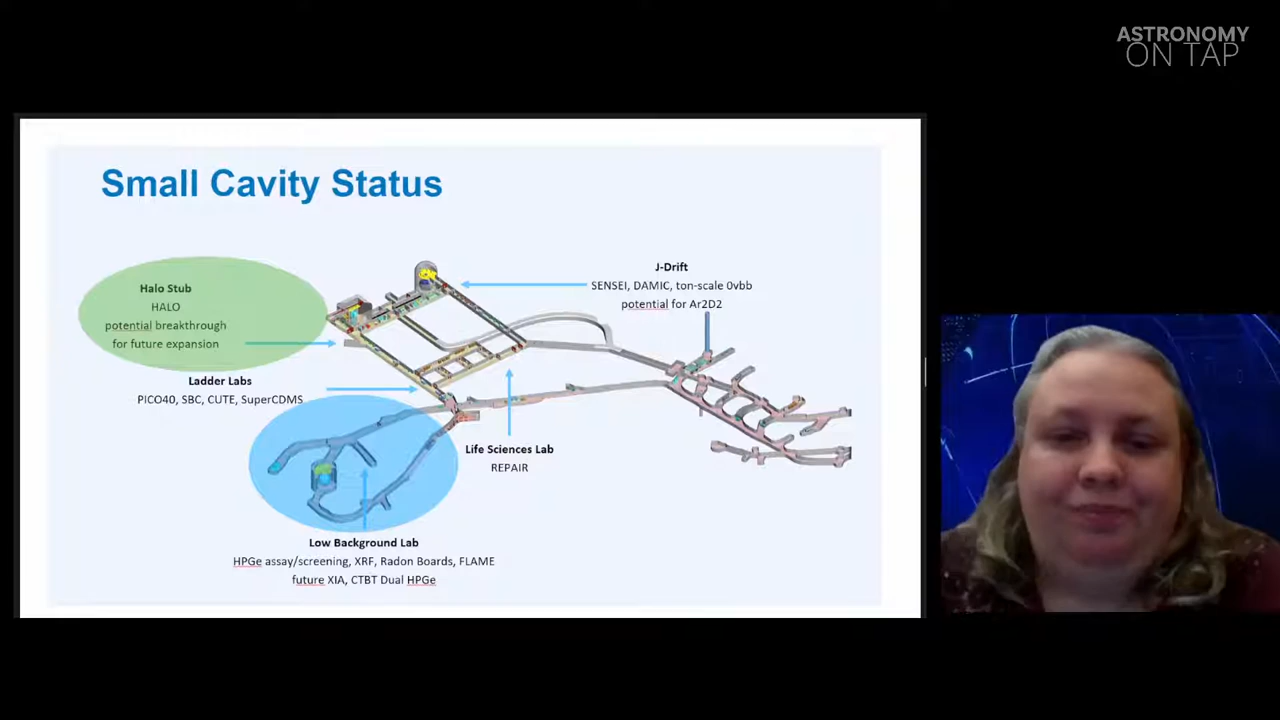 ASTRONOMY
ON TAP
Small Cavity Status
Halo Stub
HALO
potential breakthrough
for future expansion
J-Drift
SENSEI, DAMIC, ton-scale 0vbb
potential for Ar2D2
Ladder Labs
PICO40, SBC, CUTE, SuperCDMS
Life Sciences Lab
REPAIR
Low Background Lab
HPGe assay/screening, XRF, Radon Boards, FLAME
future XIA, CTBT Dual HPGe